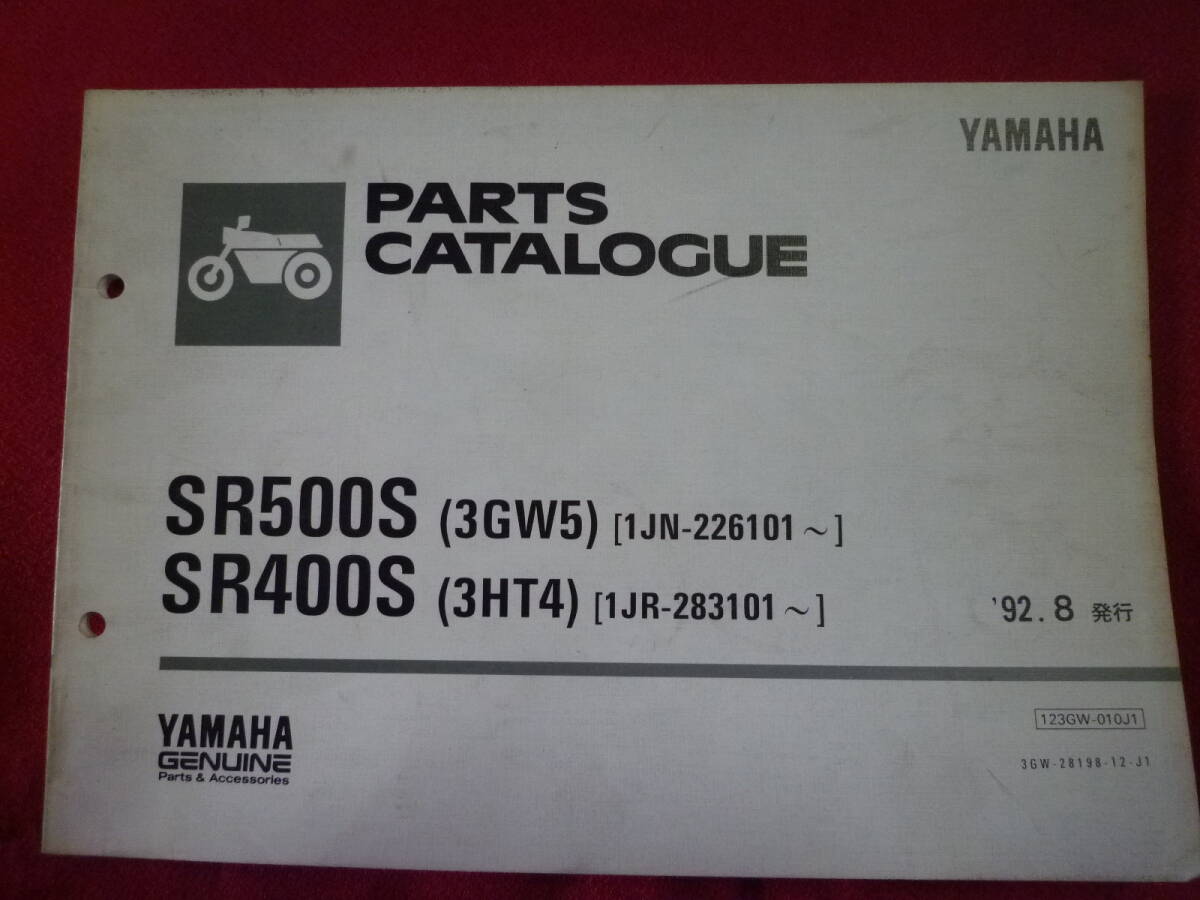 YAMAHA
PARTS
CATALOGUE
SR500S (3GW5) [1JN-226101~]
SR400S (3HT4) [1JR-283101~]
'92.8 発行
YAMAHA
GENUINE
Parts & Accessories
123GW-010J1
3GW-28198-12-J1